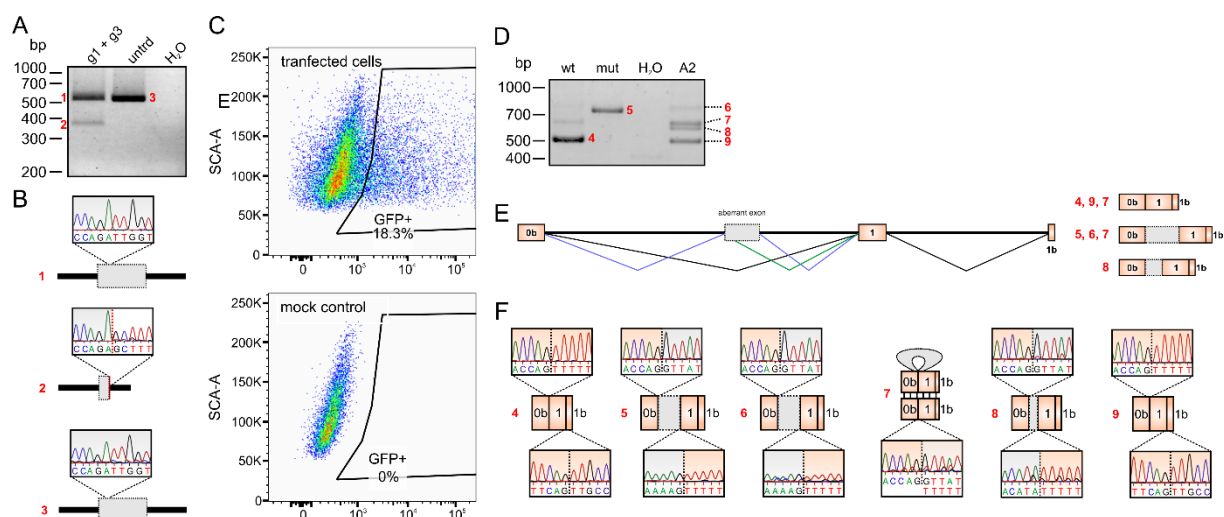 A
bp
g1 + g3
untrd
H2O
1000
700
500
400
300
200
1
2
3
B
CCAGATTGGT
1
CCAGAGCTTT
2
CCAGATTGGT
3
C
tranfected cells
250K
200K
150K
100K
50K
0
SCA-A
E
GFP+
18.3%
0
10³
10⁴
10⁵
mock control
250K
200K
150K
100K
50K
0
SCA-A
GFP+
0%
0
10³
10⁴
10⁵
D
bp
wt
mut
H2O
A2
1000
700
500
400
4
5
6
7
8
9
E
0b
aberrant exon
1
1b
4, 9, 7
0b 1 1b
5, 6, 7
0b 1 1b
8
0b 1 1b
F
ACCAGTTTTT
4
0b 1 1b
TTCAGTTGCC
ACCAGGTTAT
5
0b 1 1b
AAAAGTTTTT
ACCAGGTTAT
6
0b 1 1b
AAAAGTTTTT
7
0b 1 1b
0b 1
ACCAGGTTAT
TTTTT
ACCAGGTTAT
8
0b 1 1b
ACATATTTTT
ACCAGTTTTT
9
0b 1 1b
TTCAGTTGCC